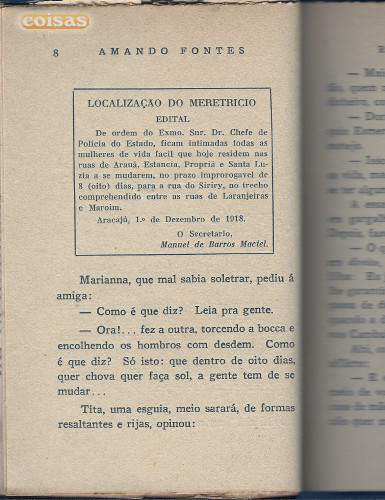 coisas
8 AMANDO FONTES
LOCALIZAÇÃO DO MERETRICIO
EDITAL
De ordem do Exmo. Snr. Dr. Chefe de
Policia do Estado, ficam intimadas todas as
mulheres de vida facil que hoje residem nas
ruas de Arauá, Estancia, Propriá e Santa Lu-
zia a se mudarem, no prazo improrogavel de
8 (oito) dias, para a rua do Siriry, no trecho
comprehendido entre as ruas de Laranjeiras
e Maroim.
Aracajú, 1.º de Dezembro de 1918.
O Secretario,
Manuel de Barros Maciel.
Marianna, que mal sabia soletrar, pediu á
amiga:
— Como é que diz? Leia pra gente.
— Ora!... fez a outra, torcendo a bocca e
encolhendo os hombros com desdem. Como
é que diz? Só isto: que dentro de oito dias,
quer chova quer faça sol, a gente tem de se
mudar...
Tita, uma esguia, meio sarará, de formas
resaltantes e rijas, opinou: